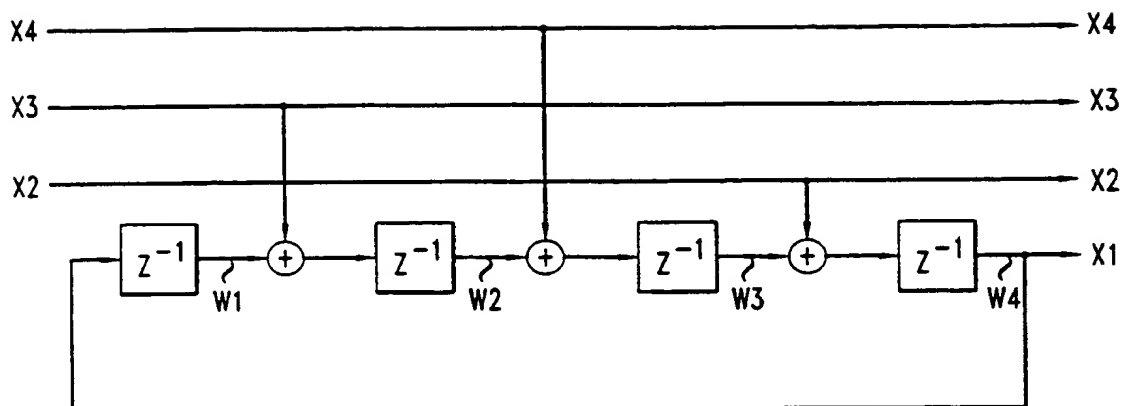 X4 X4
X3 X3
X2 X2
Z⁻¹ + Z⁻¹ + Z⁻¹ + Z⁻¹ X1
W1 W2 W3 W4